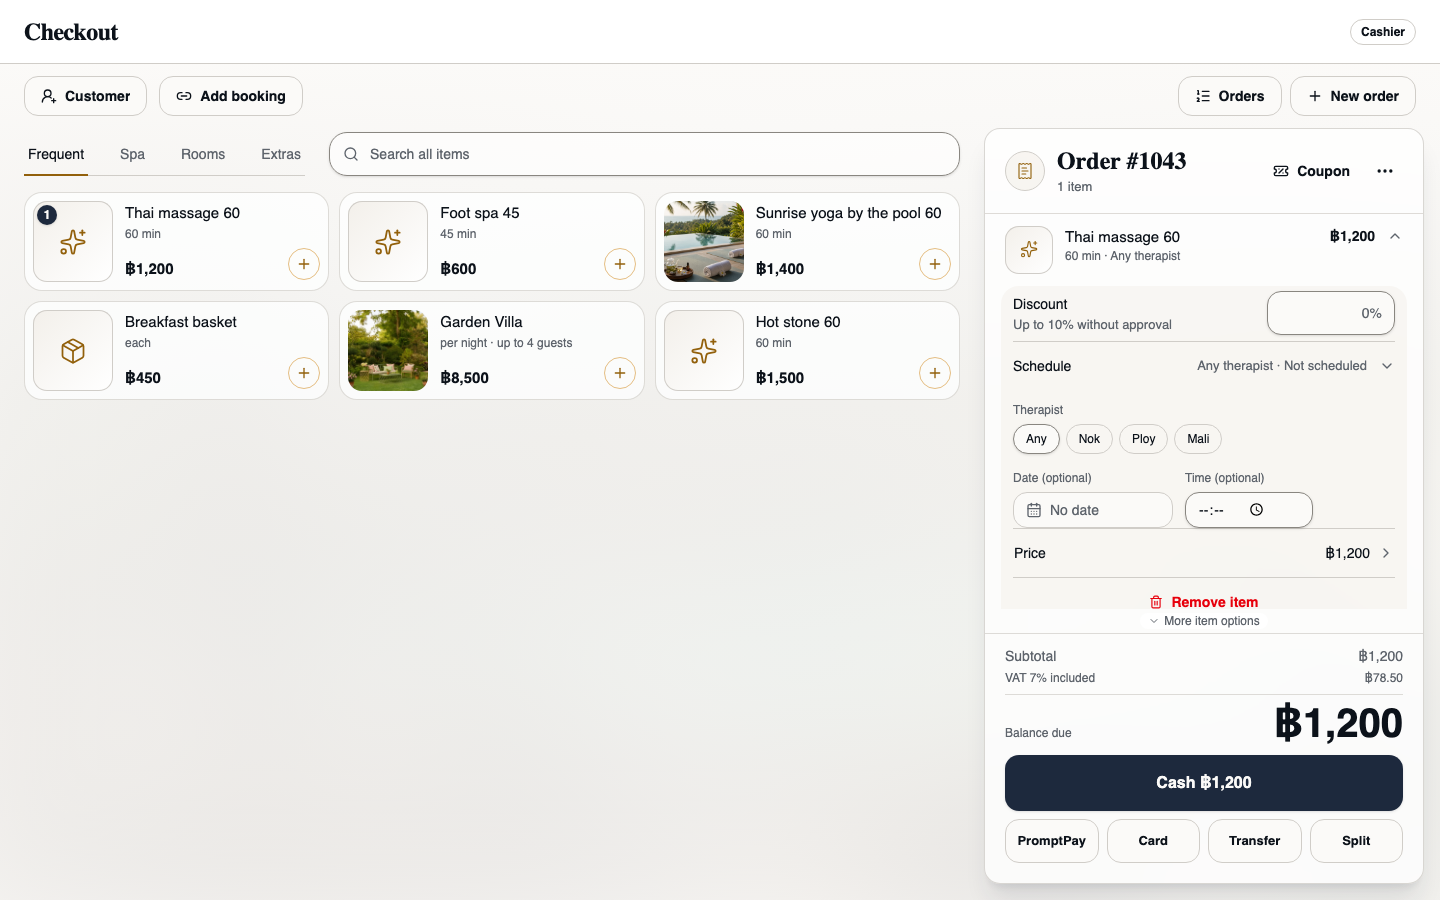 Checkout
Cashier
Customer
Add booking
Orders
New order
Frequent
Spa
Rooms
Extras
Search all items
1
Thai massage 60
60 min
฿1,200
Foot spa 45
45 min
฿600
Sunrise yoga by the pool 60
60 min
฿1,400
Breakfast basket
each
฿450
Garden Villa
per night · up to 4 guests
฿8,500
Hot stone 60
60 min
฿1,500
Order #1043
1 item
Coupon
Thai massage 60
60 min · Any therapist
฿1,200
Discount
Up to 10% without approval
0%
Schedule
Any therapist · Not scheduled
Therapist
Any
Nok
Ploy
Mali
Date (optional)
Time (optional)
No date
--:--
Price
฿1,200
Remove item
More item options
Subtotal
฿1,200
VAT 7% included
฿78.50
Balance due
฿1,200
Cash ฿1,200
PromptPay
Card
Transfer
Split